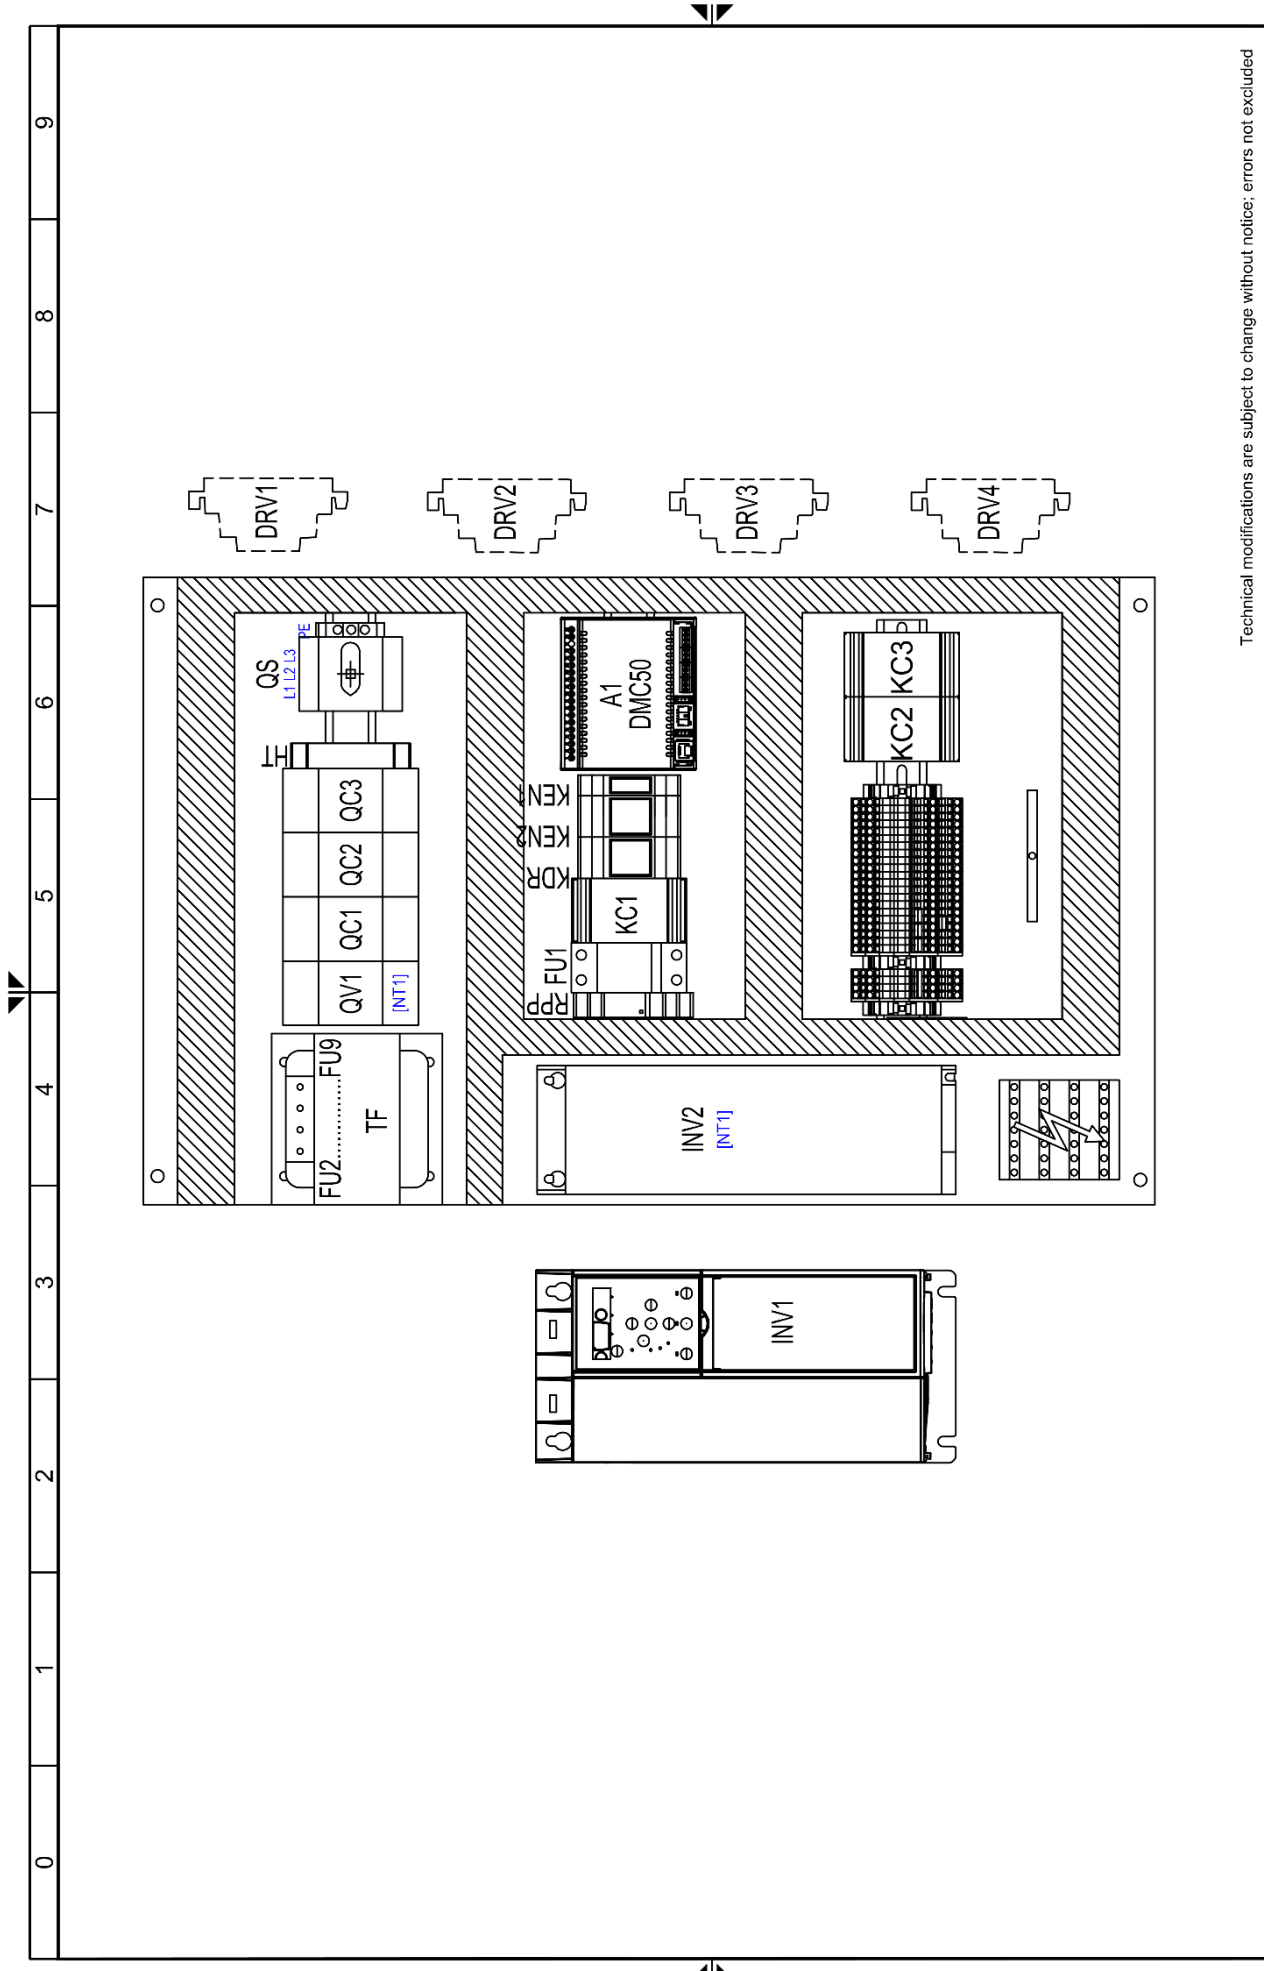 0 1 2 3 4 5 6 7 8 9
FU2..............FU9
TF
QV1
[NT1]
QC1
QC2
QC3
HT
QS
L1 L2 L3
PE
DRV1
RPP
FU1
KC1
KDR
KEN2
KEN1
A1
DMC50
DRV2
DRV3
INV2
[NT1]
INV1
KC2
KC3
DRV4
Technical modifications are subject to change without notice; errors not excluded